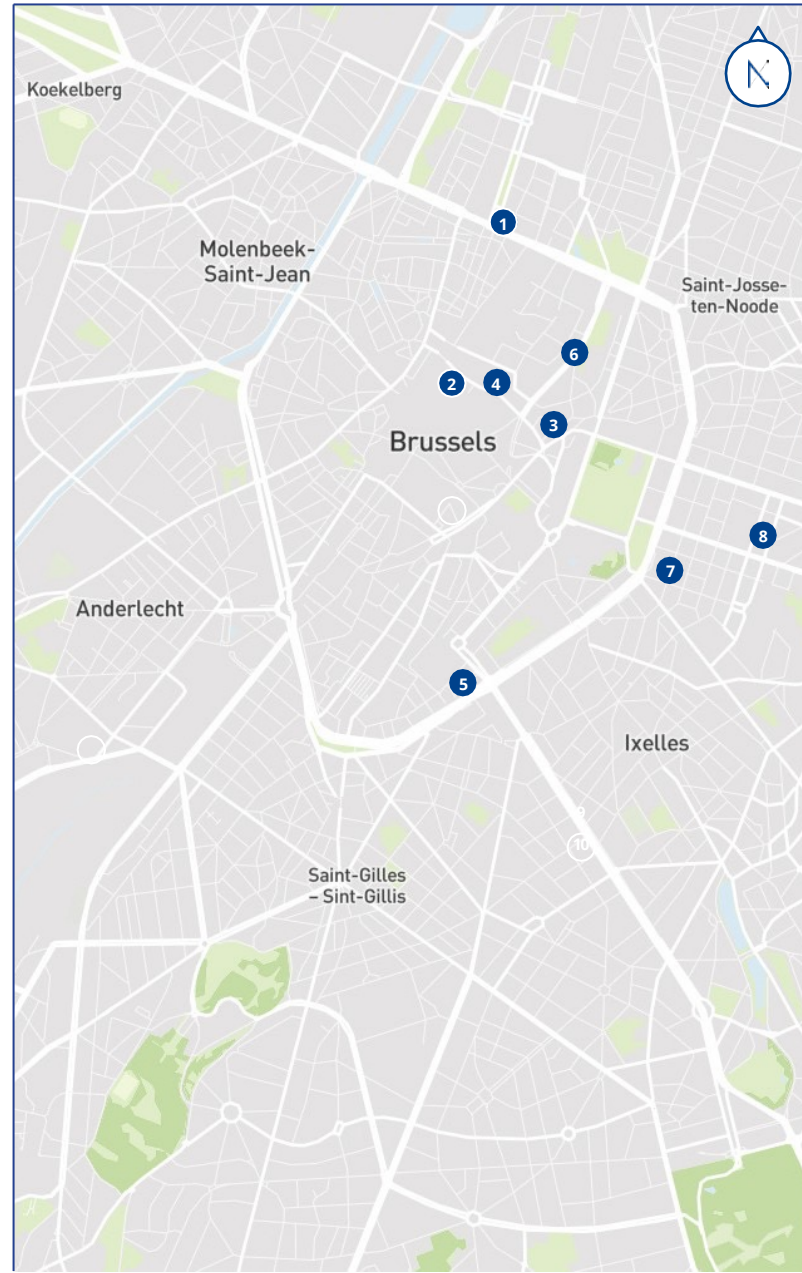 N
Koekelberg
1
Molenbeek-
Saint-Jean
Saint-Josse-
ten-Noode
6
2
4
3
Brussels
8
7
Anderlecht
5
Ixelles
9
10
Saint-Gilles
– Sint-Gillis